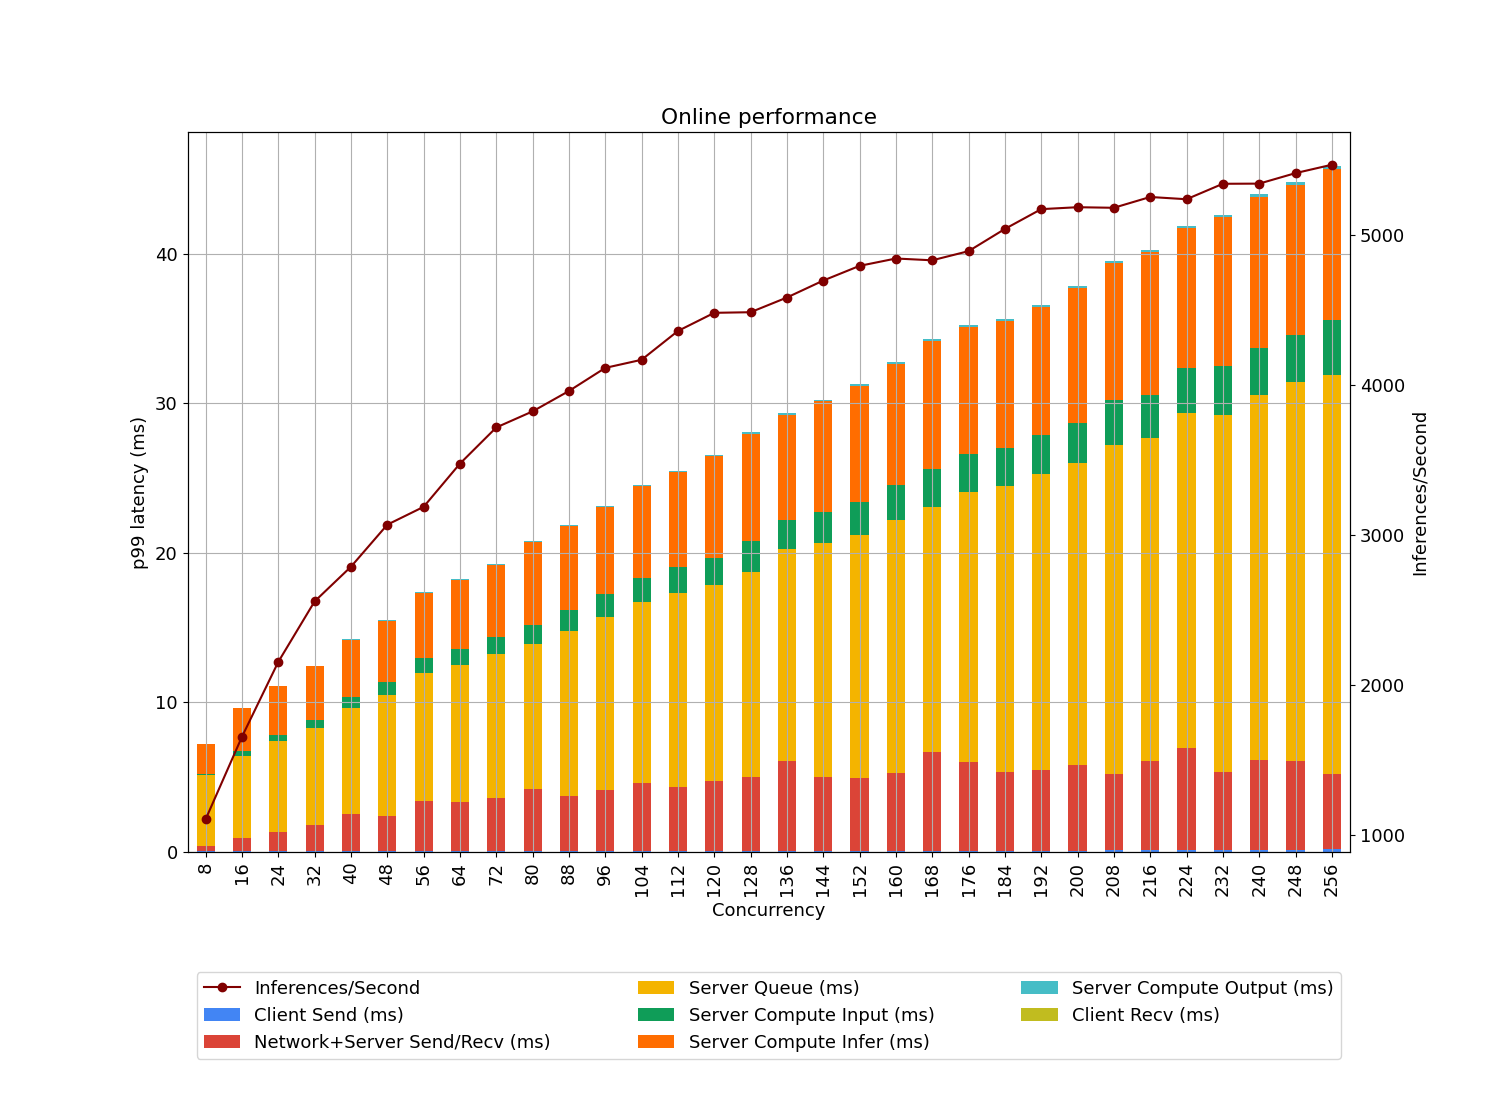 Online performance
p99 latency (ms)
40
30
20
10
0
5000
4000
3000
2000
1000
Inferences/Second
8 16 24 32 40 48 56 64 72 80 88 96 104 112 120 128 136 144 152 160 168 176 184 192 200 208 216 224 232 240 248 256
Concurrency
Inferences/Second
Client Send (ms)
Network+Server Send/Recv (ms)
Server Queue (ms)
Server Compute Input (ms)
Server Compute Infer (ms)
Server Compute Output (ms)
Client Recv (ms)